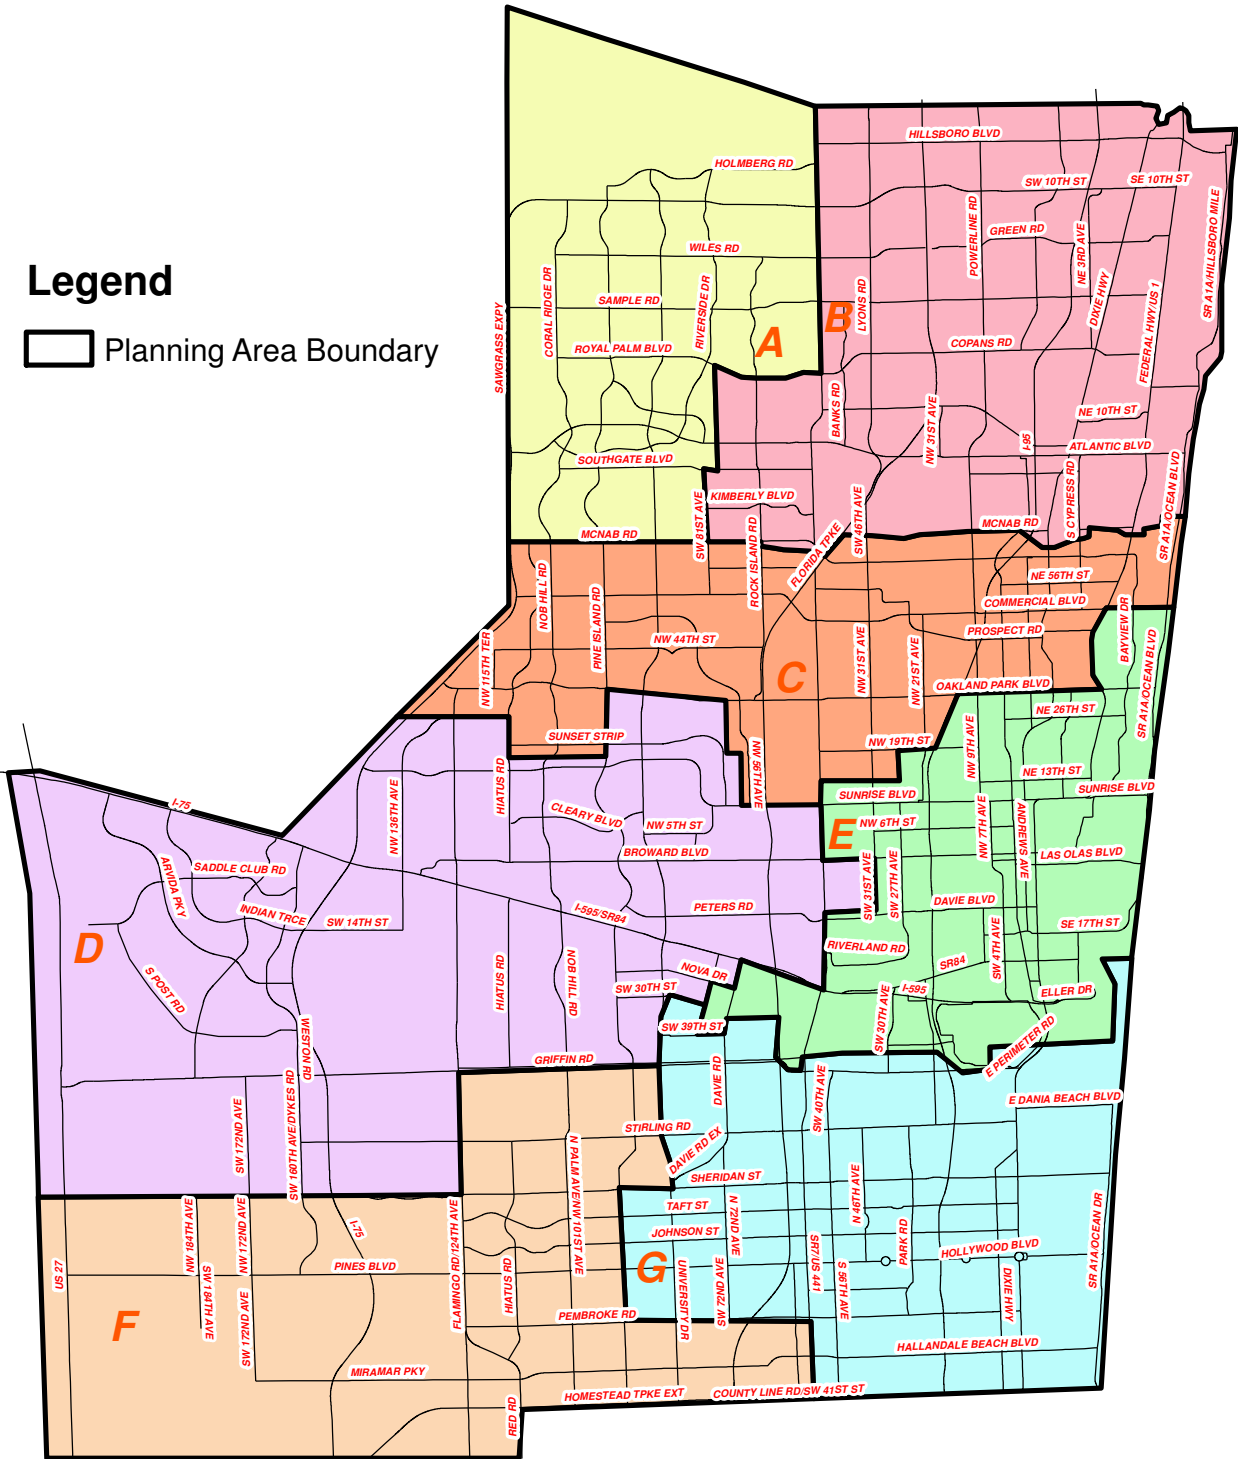 HILLSBORO BLVD
HOLMBERG RD
SW 10TH ST
SE 10TH ST
POWERLINE RD
GREEN RD
NE 3RD AVE
SR A1A/HILLSBORO MILE
WILES RD
Legend
CORAL RIDGE DR
RIVERSIDE DR
LYONS RD
DIXIE HWY
FEDERAL HWY/US 1
SAMPLE RD
SAWGRASS EXPY
B
A
Planning Area Boundary
ROYAL PALM BLVD
COPANS RD
BANKS RD
NW 31ST AVE
NE 10TH ST
I-95
ATLANTIC BLVD
SOUTHGATE BLVD
S CYPRESS RD
SR A1A/OCEAN BLVD
KIMBERLY BLVD
SW 81ST AVE
SW 46TH AVE
MCNAB RD
MCNAB RD
ROCK ISLAND RD
FLORIDA TPKE
NE 56TH ST
NOB HILL RD
PINE ISLAND RD
COMMERCIAL BLVD
BAYVIEW DR
PROSPECT RD
NW 44TH ST
NW 115TH TER
NW 31ST AVE
NW 21ST AVE
C
SR A1A/OCEAN BLVD
OAKLAND PARK BLVD
NE 26TH ST
SUNSET STRIP
NW 19TH ST
NW 9TH AVE
NW 56TH AVE
NE 13TH ST
HIATUS RD
SUNRISE BLVD
SUNRISE BLVD
I-75
NW 136TH AVE
CLEARY BLVD
NW 5TH ST
NW 6TH ST
E
NW 7TH AVE
ANDREWS AVE
BROWARD BLVD
LAS OLAS BLVD
SADDLE CLUB RD
ARVIDA PKY
SW 31ST AVE
SW 27TH AVE
DAVIE BLVD
INDIAN TRCE
SW 14TH ST
I-595/SR84
PETERS RD
SE 17TH ST
D
RIVERLAND RD
SW 4TH AVE
SR84
S POST RD
HIATUS RD
NOB HILL RD
NOVA DR
SW 30TH ST
I-595
ELLER DR
SW 39TH ST
SW 30TH AVE
E PERIMETER RD
WESTON RD
GRIFFIN RD
DAVIE RD
SW 40TH AVE
E DANIA BEACH BLVD
SW 172ND AVE
SW 160TH AVE/DYKES RD
STIRLING RD
DAVIE RD EX
N PALM AVE/NW 101ST AVE
SHERIDAN ST
N 46TH AVE
NW 184TH AVE
NW 172ND AVE
FLAMINGO RD/124TH AVE
TAFT ST
N 72ND AVE
I-75
JOHNSON ST
PARK RD
HOLLYWOOD BLVD
SR A1A/OCEAN DR
US 27
PINES BLVD
HIATUS RD
G
SR7/US 441
S 56TH AVE
DIXIE HWY
SW 184TH AVE
SW 172ND AVE
UNIVERSITY DR
SW 72ND AVE
F
PEMBROKE RD
HALLANDALE BEACH BLVD
MIRAMAR PKY
HOMESTEAD TPKE EXT
COUNTY LINE RD/SW 41ST ST
RED RD